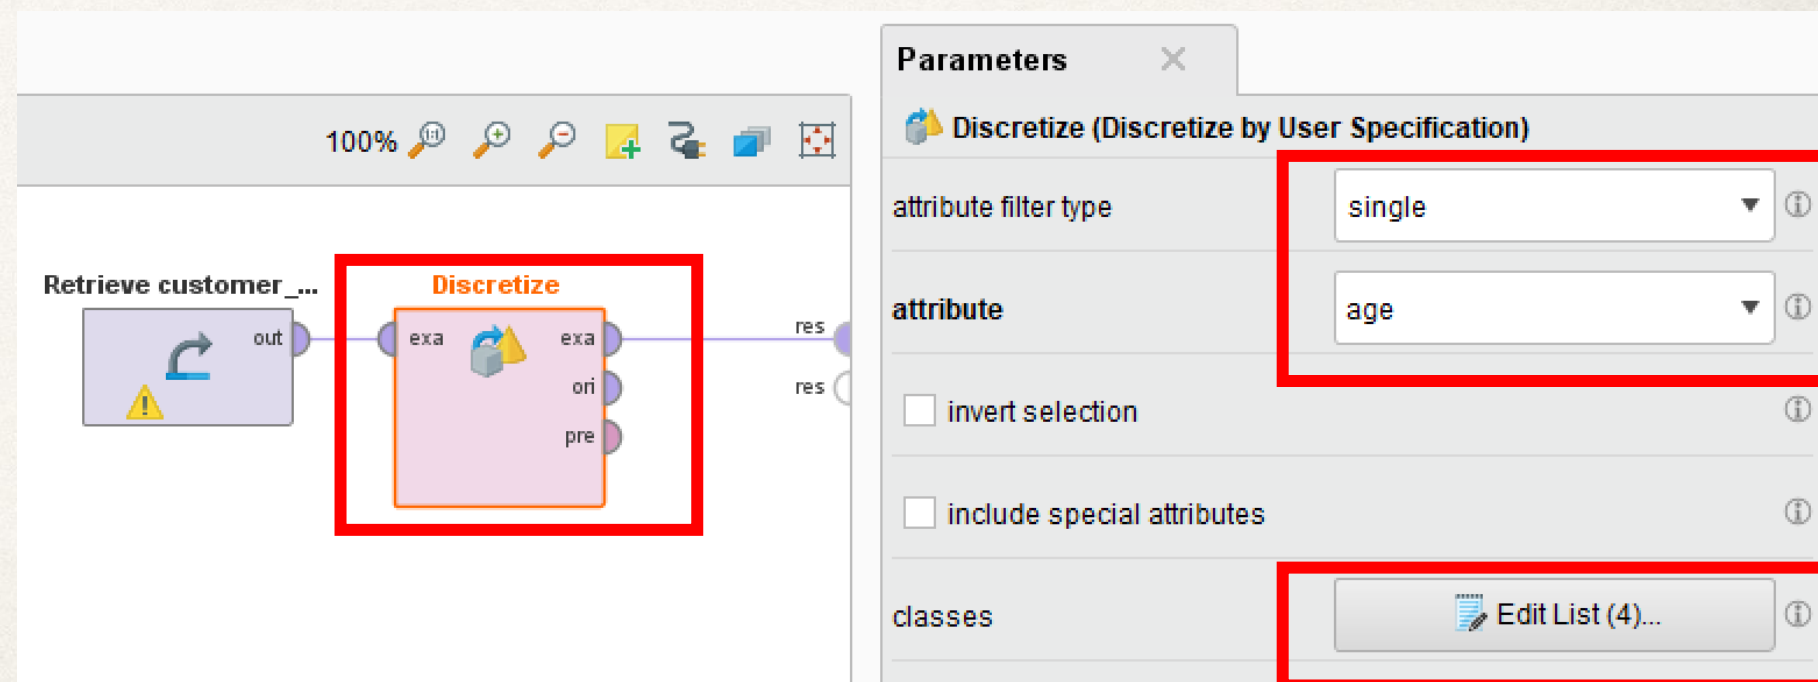 Parameters
100%
Discretize (Discretize by User Specification)
attribute filter type
single
Retrieve customer_...
Discretize
attribute
age
out
exa
exa
res
ori
res
pre
invert selection
include special attributes
classes
Edit List (4)...